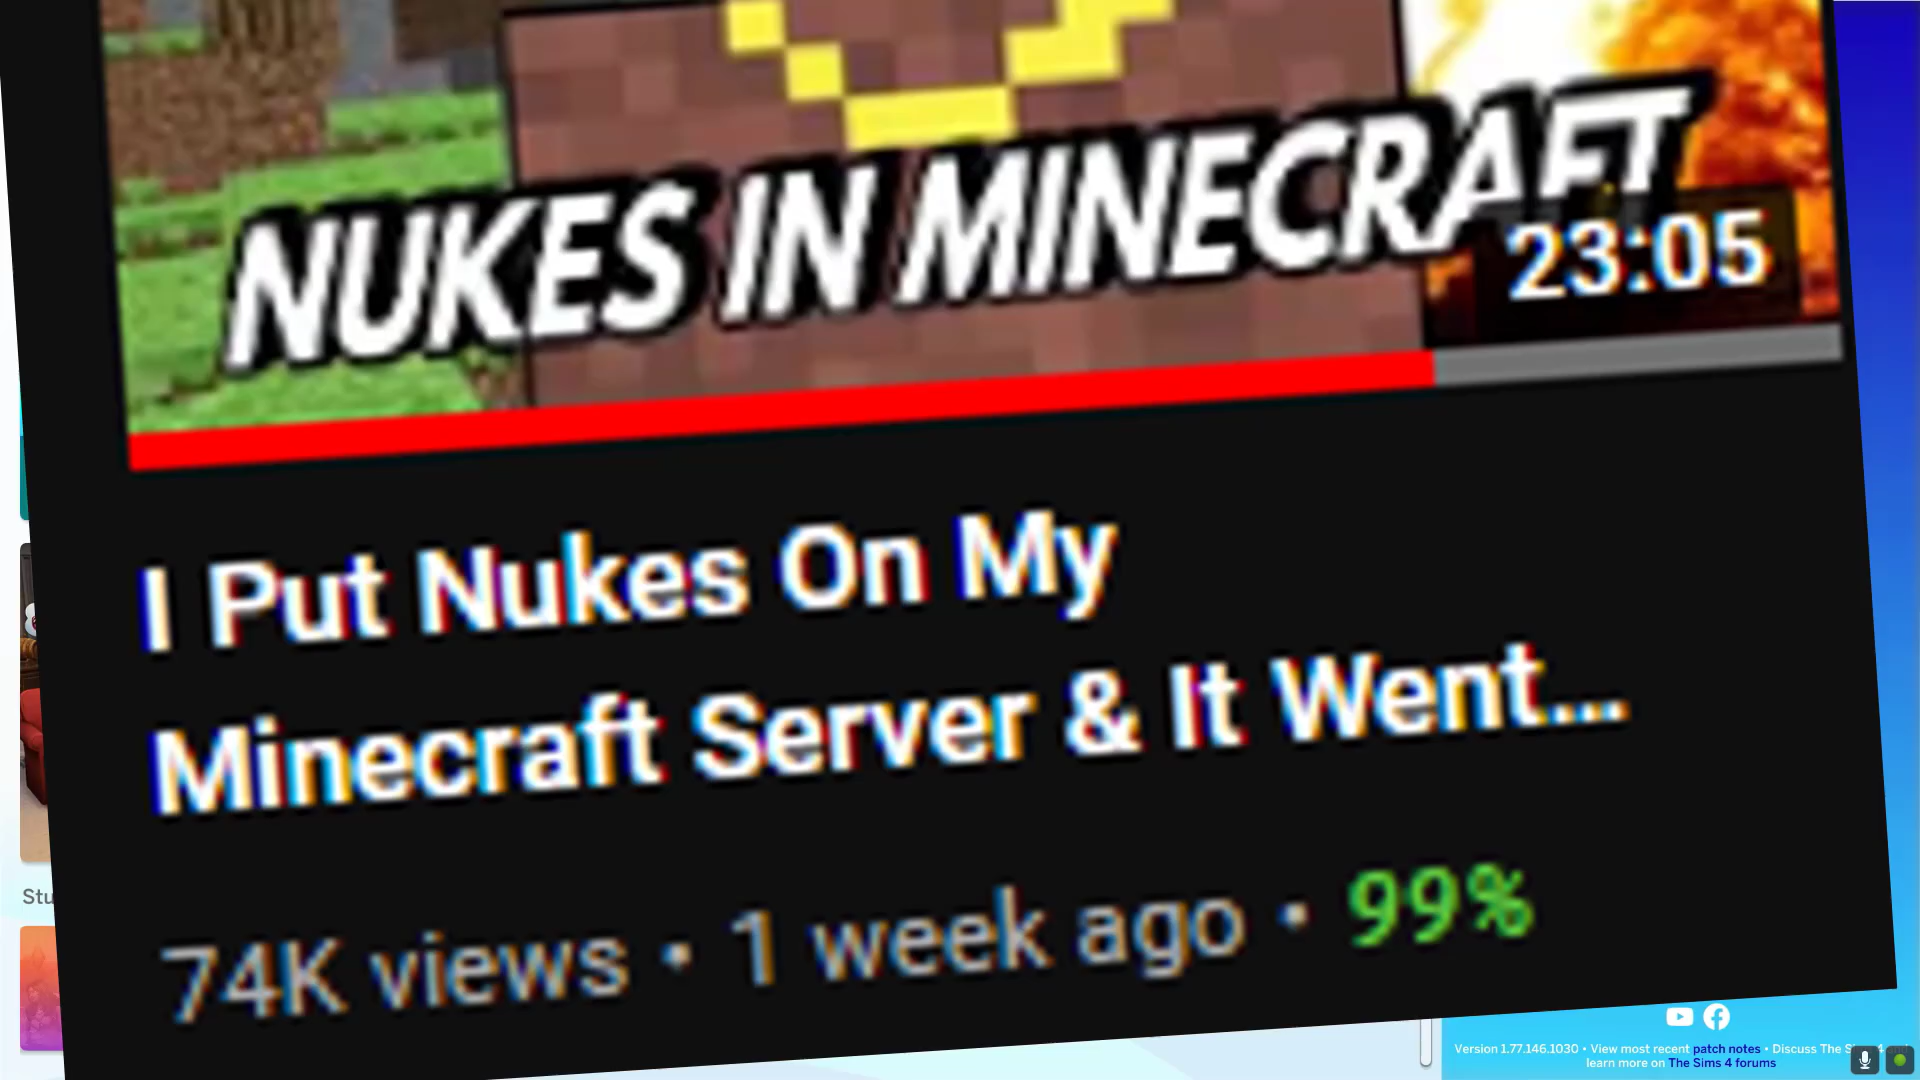 NUKES IN MINECRAFT
23:05
I Put Nukes On My
Minecraft Server & It Went...
74K views • 1 week ago • 99%
Stu
Version 1.77.146.1030 • View most recent patch notes • Discuss The S 4
learn more on The Sims 4 forums